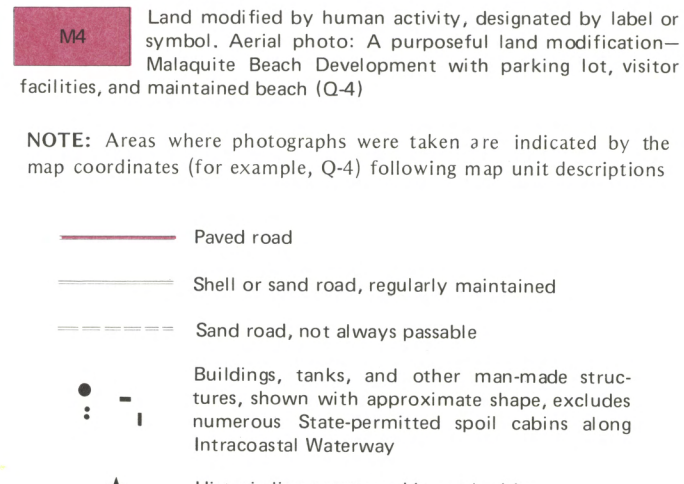 M4
Land modified by human activity, designated by label or
symbol. Aerial photo: A purposeful land modification—
Malaquite Beach Development with parking lot, visitor
facilities, and maintained beach (Q-4)
NOTE: Areas where photographs were taken are indicated by the
map coordinates (for example, Q-4) following map unit descriptions
Paved road
Shell or sand road, regularly maintained
Sand road, not always passable
Buildings, tanks, and other man-made struc-
tures, shown with approximate shape, excludes
numerous State-permitted spoil cabins along
Intracoastal Waterway